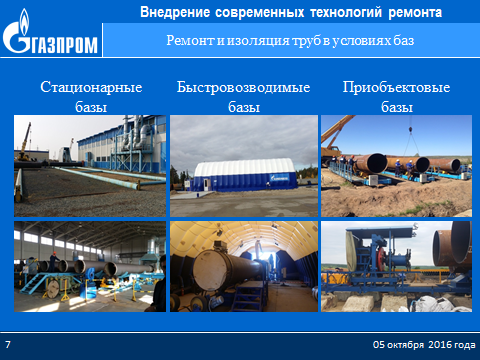 Внедрение современных технологий ремонта
ГАЗПРОМ
Ремонт и изоляция труб в условиях баз
Стационарные
базы
Быстровозводимые
базы
Приобъектовые
базы
7
05 октября 2016 года